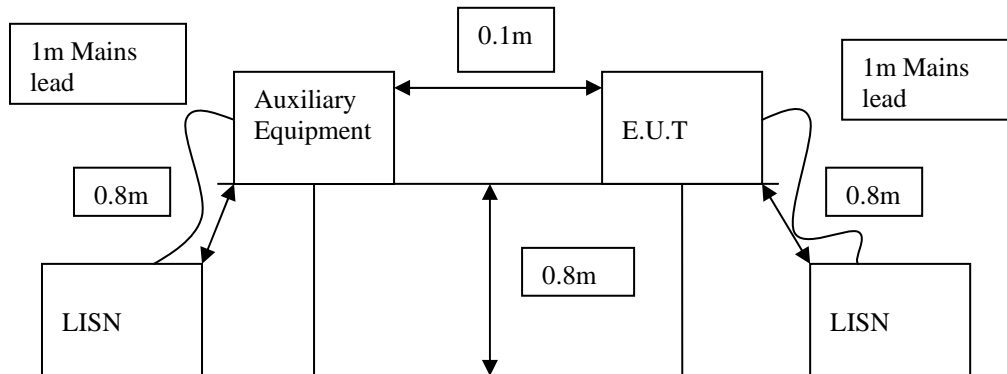 1m Mains
lead
0.1m
1m Mains
lead
Auxiliary
Equipment
E.U.T
0.8m
0.8m
0.8m
LISN
LISN